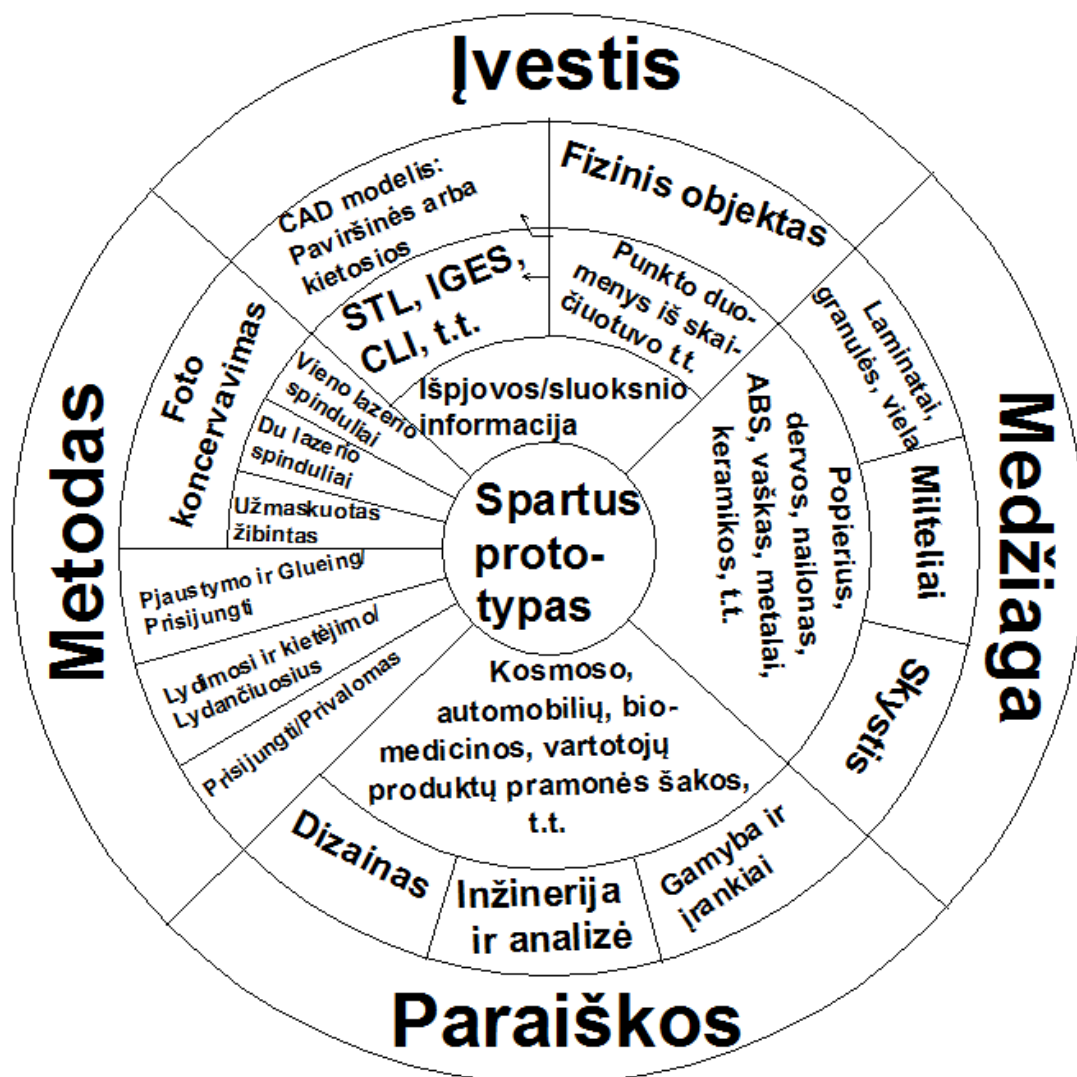 Įvestis
CAD modelis:
Paviršinės arba
kietosios
Fizinis objektas
STL, IGES,
CLI, t.t.
Punkto duo-
menys iš skai-
čiuotuvo t t.
Išpjovos/sluoksnio
informacija
Metodas
Foto
koncervavimas
Vieno lazerio
spinduliai
Du lazerio
spinduliai
Užmaskuotas
žibintas
Pjaustymo ir Glueing/
Prisijungti
Lydimosi ir kietėjimo/
Lydančiuosius
Prisijungti/Privalomas
Spartus
proto-
typas
Medžiaga
Laminatai,
granulės, viela
Milteliai
Skystis
Popierius,
dervos, nailonas,
ABS, vaškas, metalai,
keramikos, t.t.
Kosmoso,
automobilių, bio-
medicinos, vartotojų
produktų pramonės šakos,
t.t.
Dizainas
Inžinerija
ir analizė
Gamyba ir
įrankiai
Paraiškos